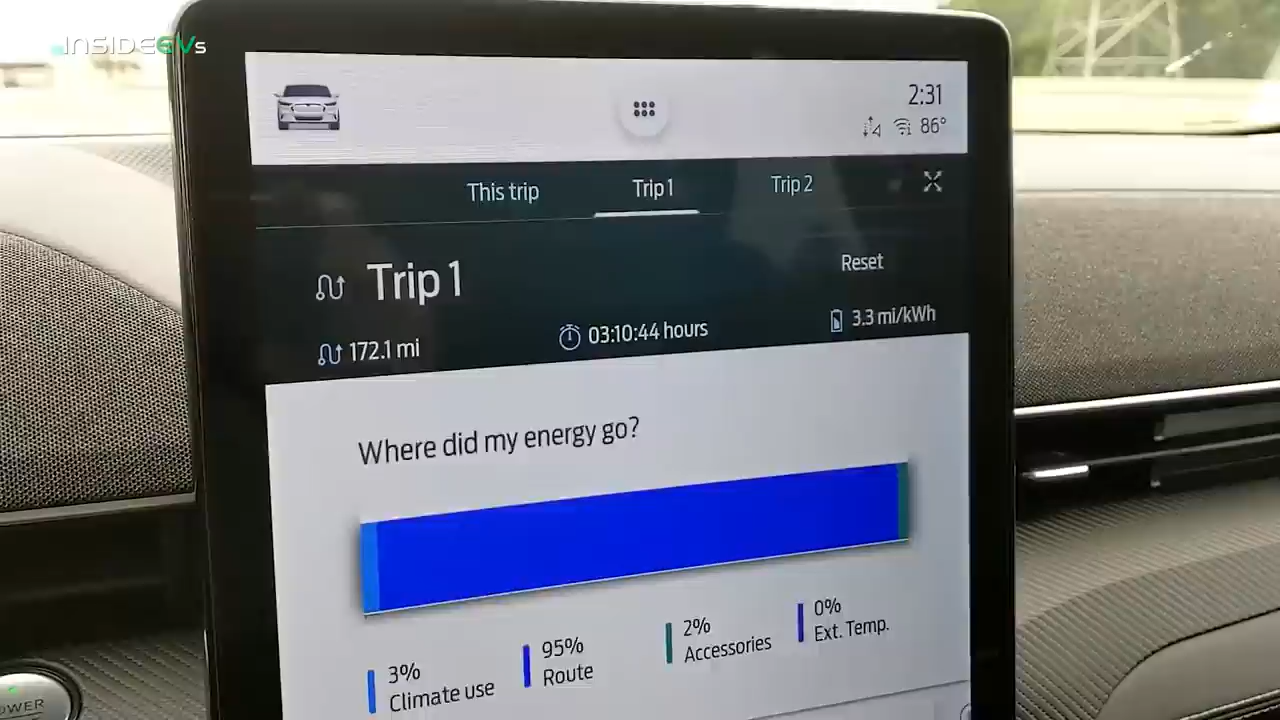 INSIDEEVs
2:31
86°
This trip
Trip 1
Trip 2
Trip 1
Reset
172.1 mi
03:10:44 hours
3.3 mi/kWh
Where did my energy go?
3%
Climate use
95%
Route
2%
Accessories
0%
Ext. Temp.
OWER